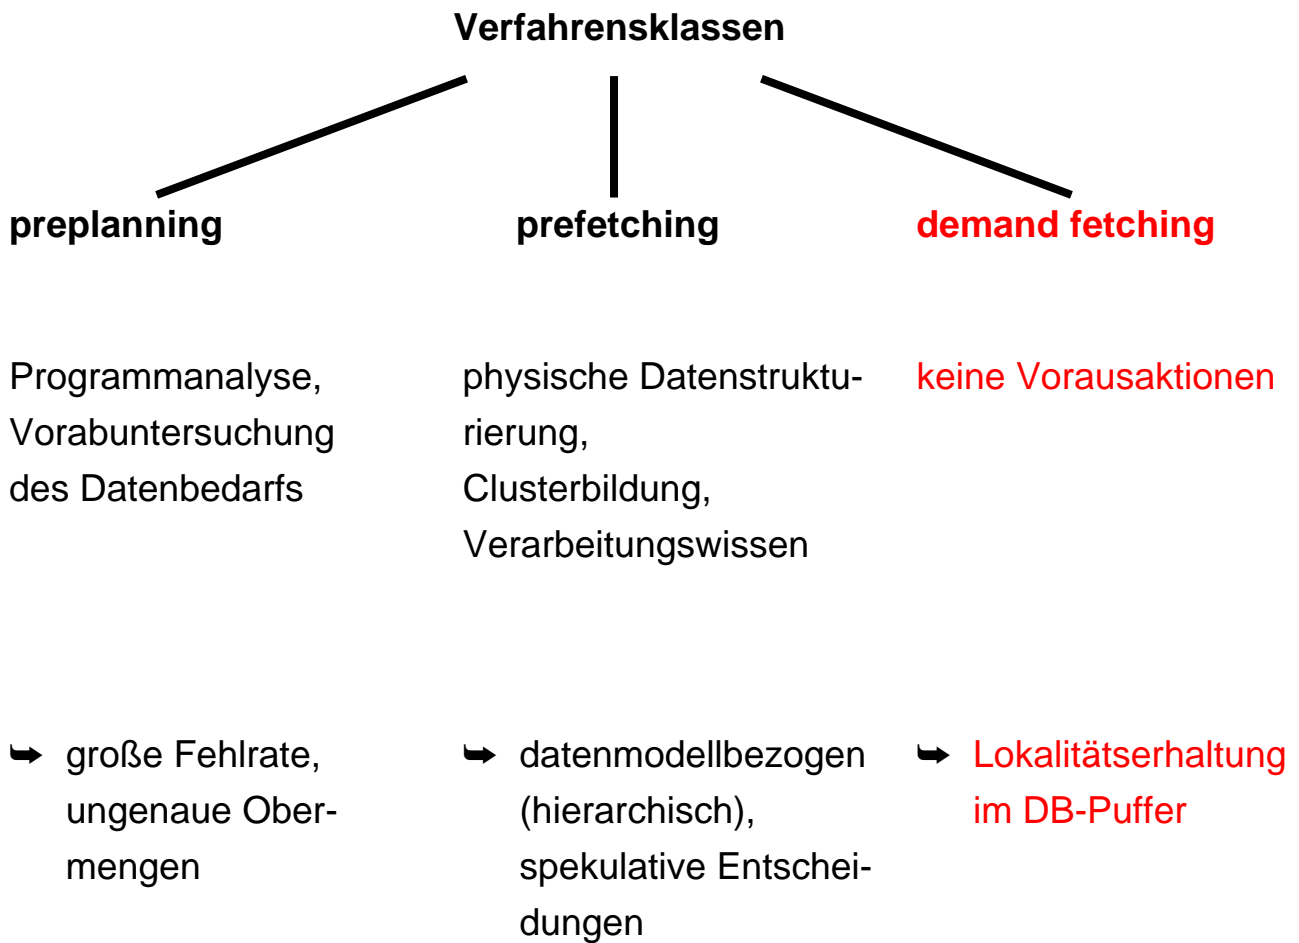 Verfahrensklassen
preplanning
prefetching
demand fetching
Programmanalyse,
Vorabuntersuchung
des Datenbedarfs
physische Datenstruktu-
rierung,
Clusterbildung,
Verarbeitungswissen
keine Vorausaktionen
➥ große Fehlrate,
ungenaue Ober-
mengen
➥ datenmodellbezogen
(hierarchisch),
spekulative Entschei-
dungen
➥ Lokalitätserhaltung
im DB-Puffer